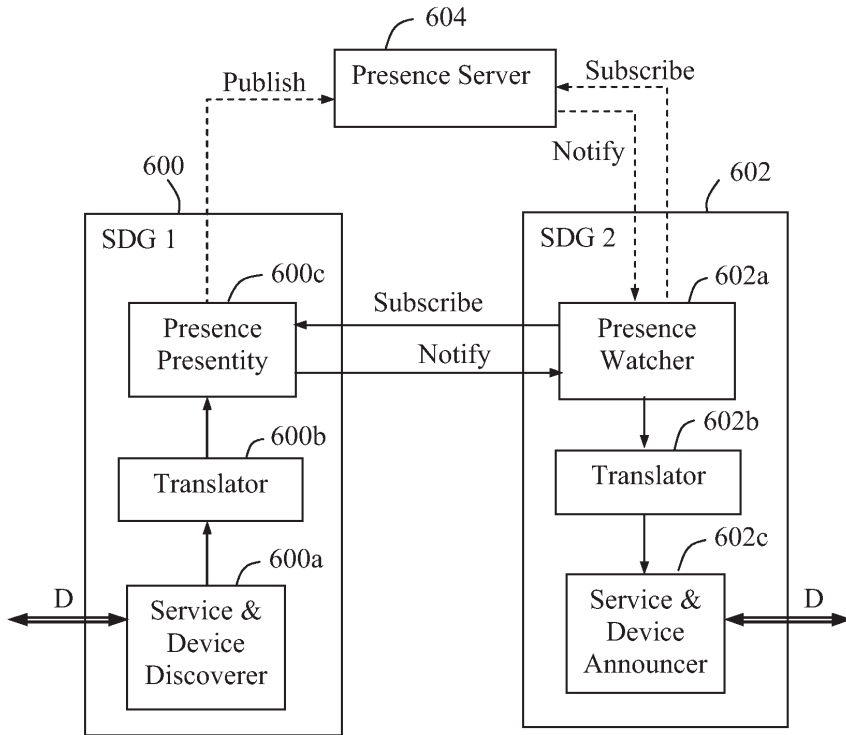 604
Presence Server
Publish
Subscribe
Notify
600
602
SDG 1
SDG 2
600c
602a
Presence
Presentity
Subscribe
Notify
Presence
Watcher
600b
602b
Translator
Translator
600a
602c
D
Service &
Device
Discoverer
Service &
Device
Announcer
D